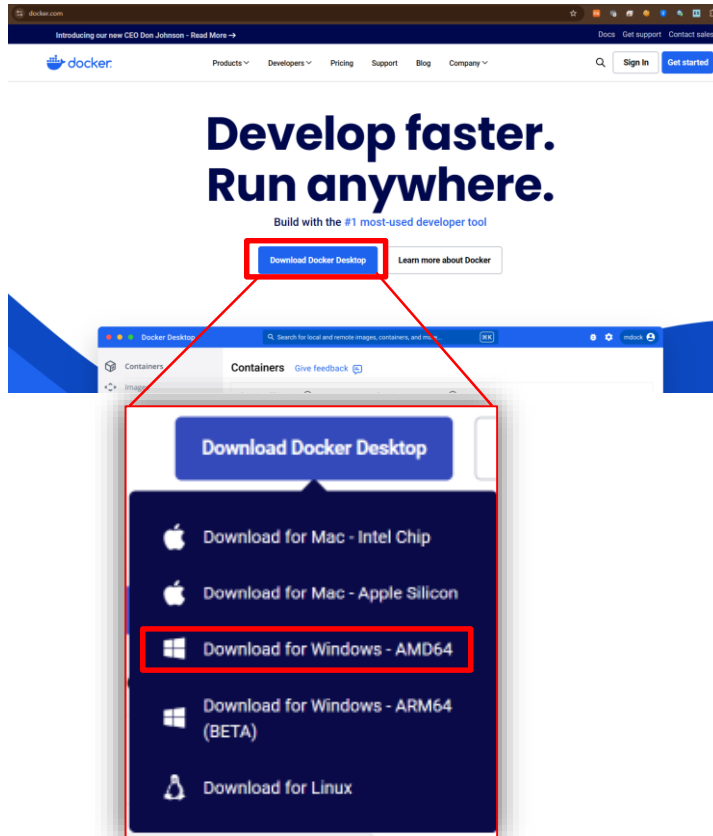 docker.com
Introducing our new CEO Don Johnson - Read More →
Docs Get support Contact sales
docker
Products Developers Pricing Support Blog Company Sign In Get started
Develop faster.
Run anywhere.
Build with the #1 most-used developer tool
Download Docker Desktop Learn more about Docker
Docker Desktop Search for local and remote images, containers, and more... ⌘K mdock
Containers Containers Give feedback
Images
Download Docker Desktop
Download for Mac - Intel Chip
Download for Mac - Apple Silicon
Download for Windows - AMD64
Download for Windows - ARM64
(BETA)
Download for Linux